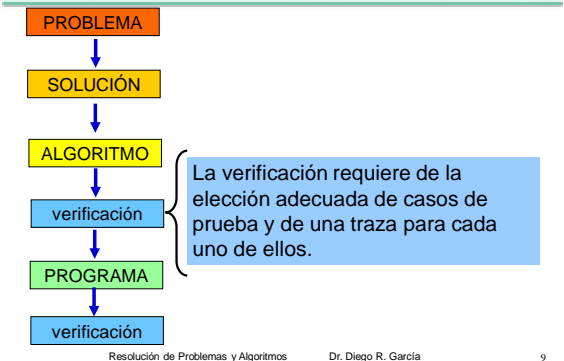 PROBLEMA
SOLUCIÓN
ALGORITMO
verificación
La verificación requiere de la
elección adecuada de casos de
prueba y de una traza para cada
uno de ellos.
PROGRAMA
verificación
Resolución de Problemas y Algoritmos Dr. Diego R. García 9